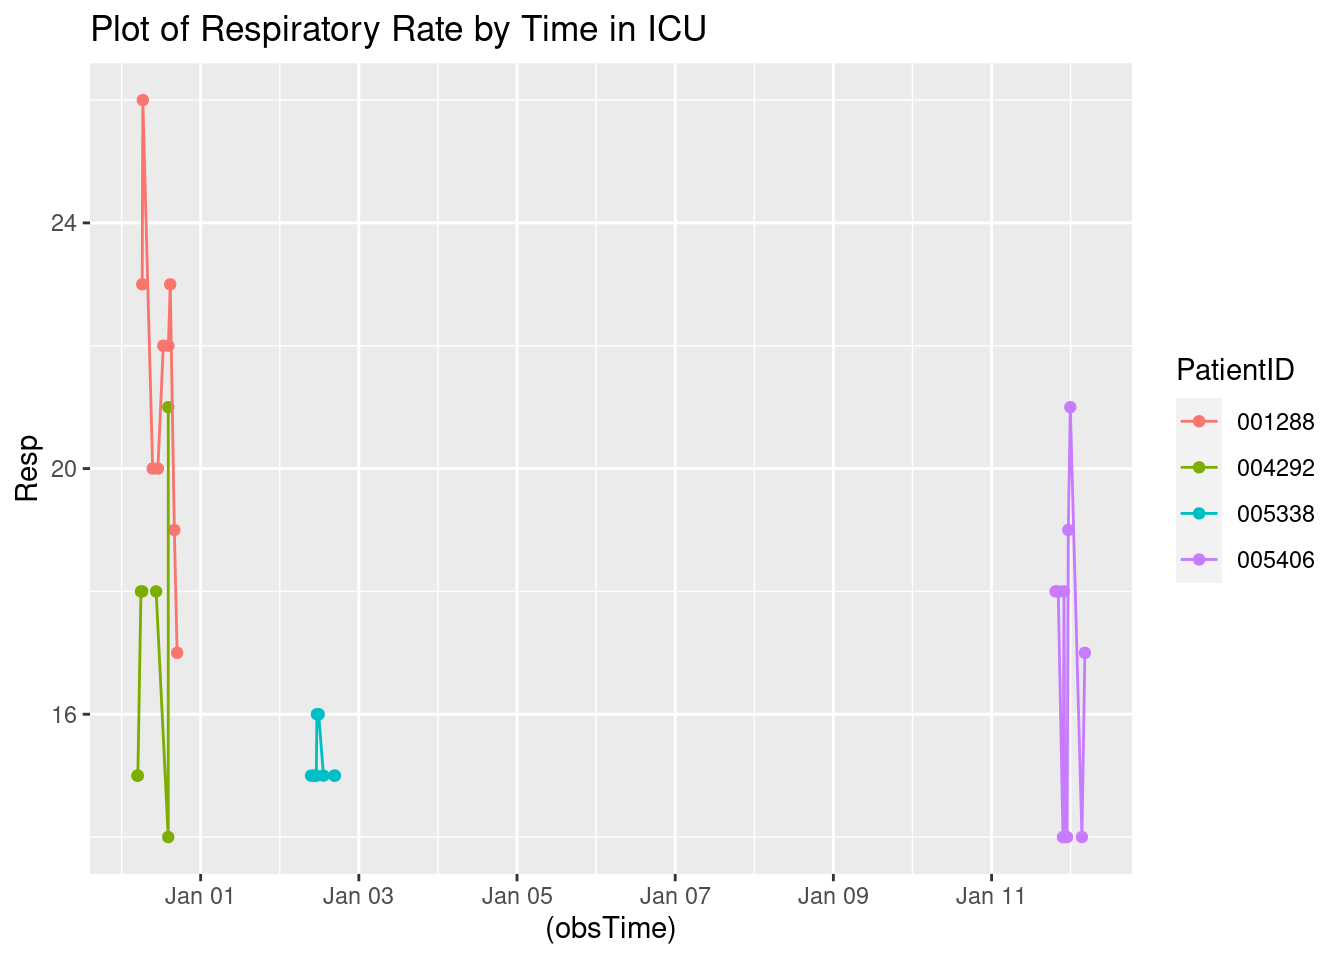 Plot of Respiratory Rate by Time in ICU
24
20
16
Resp
Jan 01 Jan 03 Jan 05 Jan 07 Jan 09 Jan 11
(obsTime)
PatientID
001288
004292
005338
005406